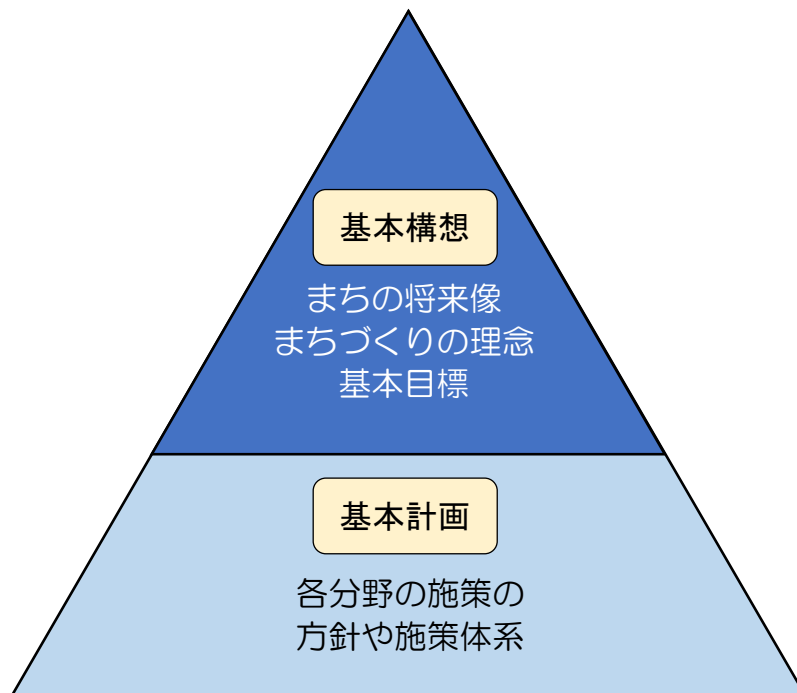 基本構想
まちの将来像
まちづくりの理念
基本目標
基本計画
各分野の施策の
方針や施策体系